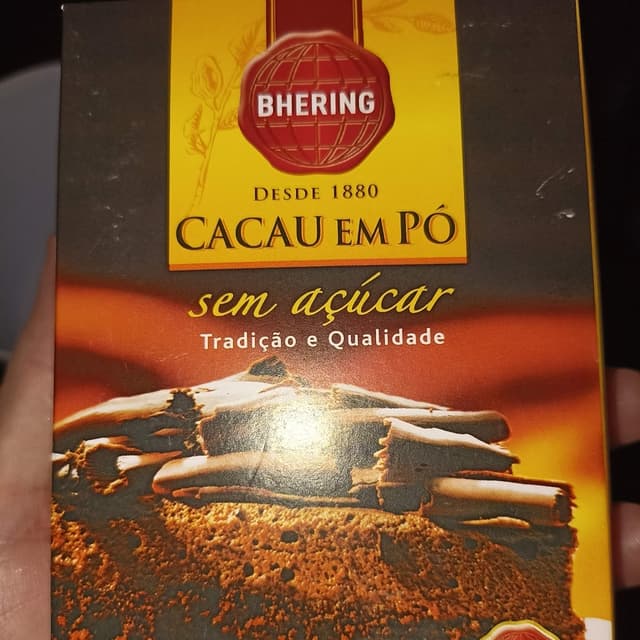 BHERING
DESDE 1880
CACAU EM PÓ
sem açúcar
Tradição e Qualidade